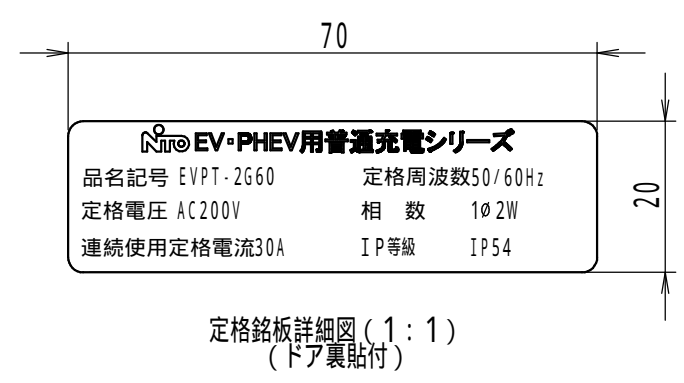 70
NITO EV・PHEV用普通充電シリーズ
品名記号 EVPT-2G60 定格周波数50/60Hz
定格電圧 AC200V 相 数 1φ2W
連続使用定格電流30A IP等級 IP54
20
定格銘板詳細図(1:1)
(ドア裏貼付)